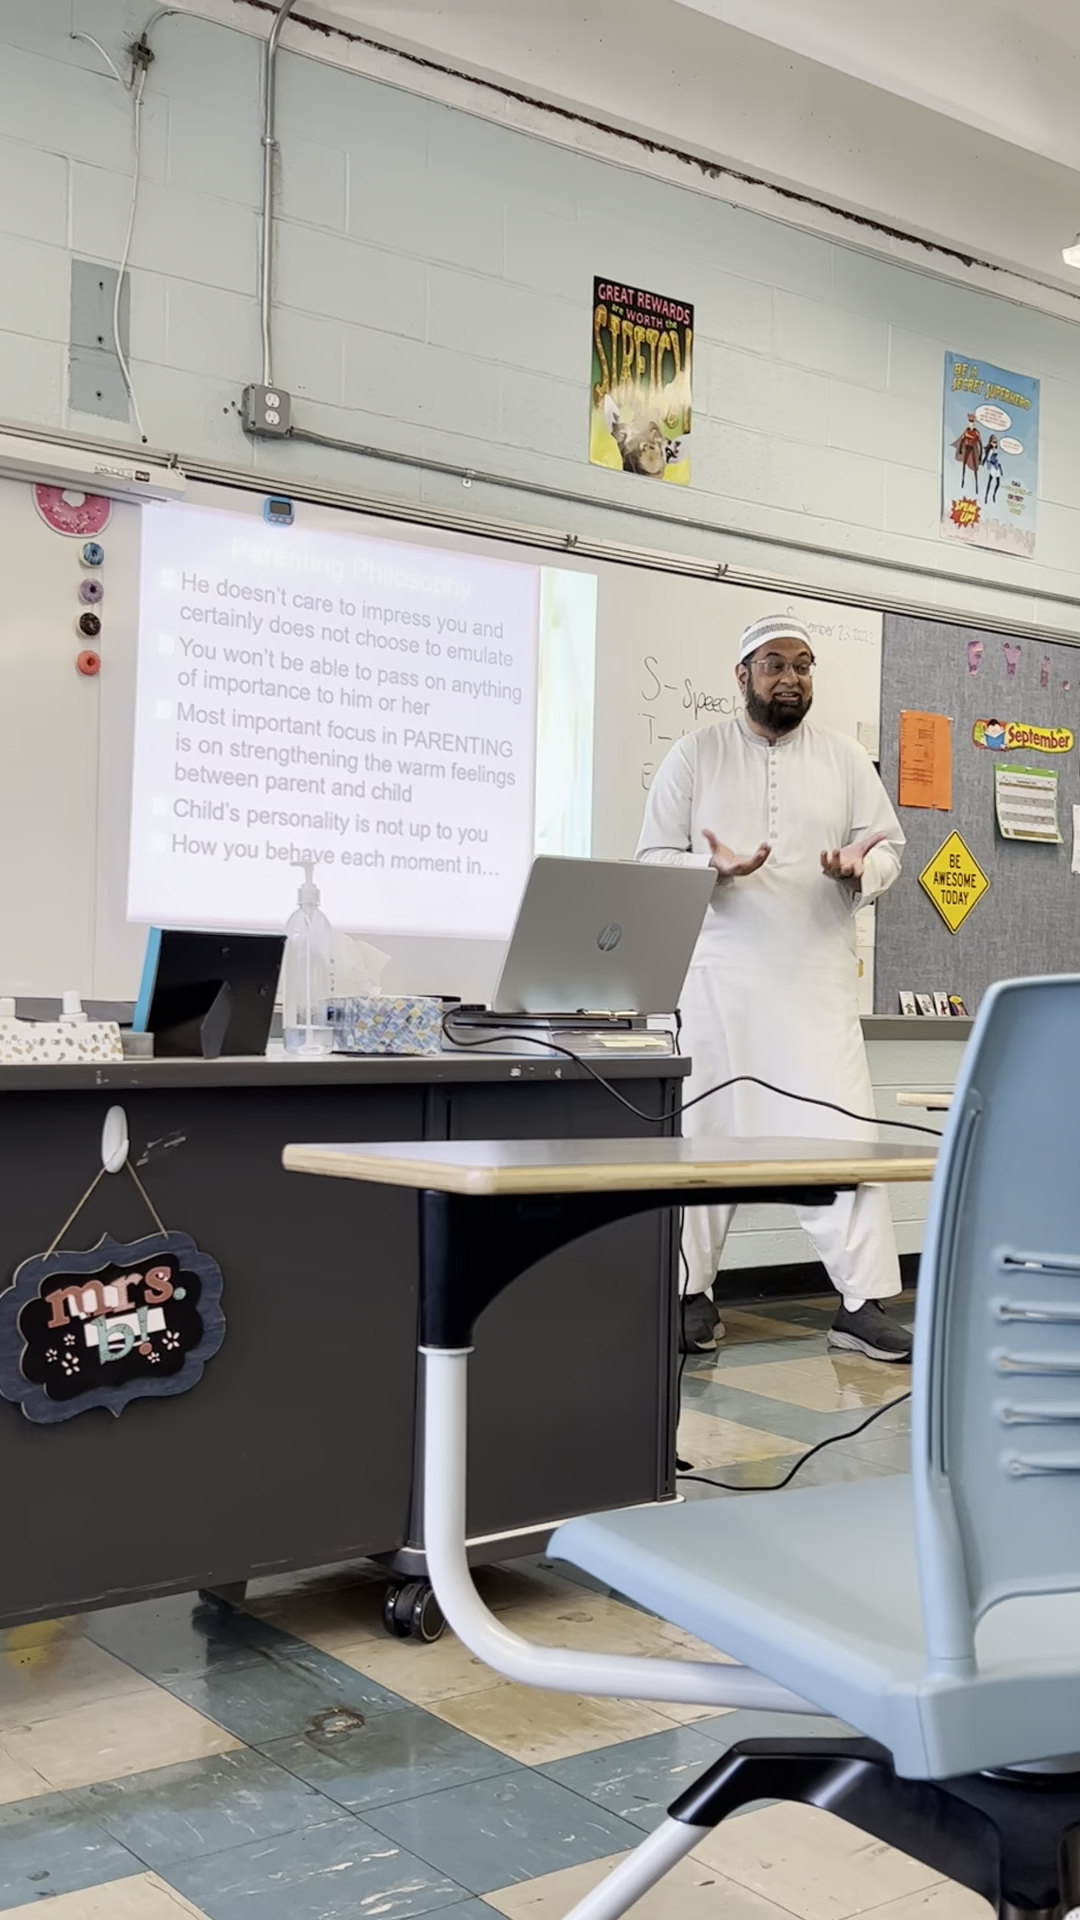 GREAT REWARDS
are WORTH the
STRETCH
BE A
SECRET SUPERHERO
SPEAK
UP!
Parenting Philosophy
He doesn't care to impress you and
certainly does not choose to emulate
You won't be able to pass on anything
of importance to him or her
Most important focus in PARENTING
is on strengthening the warm feelings
between parent and child
Child's personality is not up to you
How you behave each moment in...
S- Speech
T-
September
BE
AWESOME
TODAY
hp
mrs.
b!